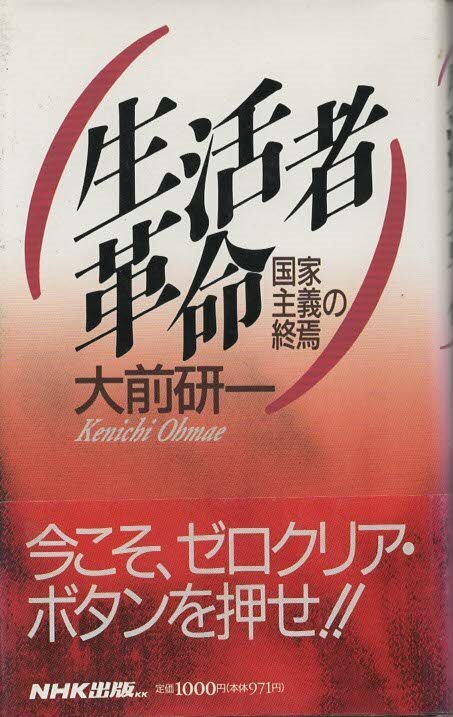 生活者
革命
国家
主義の
終焉
大前研一
Kenichi Ohmae
今こそ、ゼロクリア・
ボタンを押せ!!
NHK出版KK 定価1000円(本体971円)